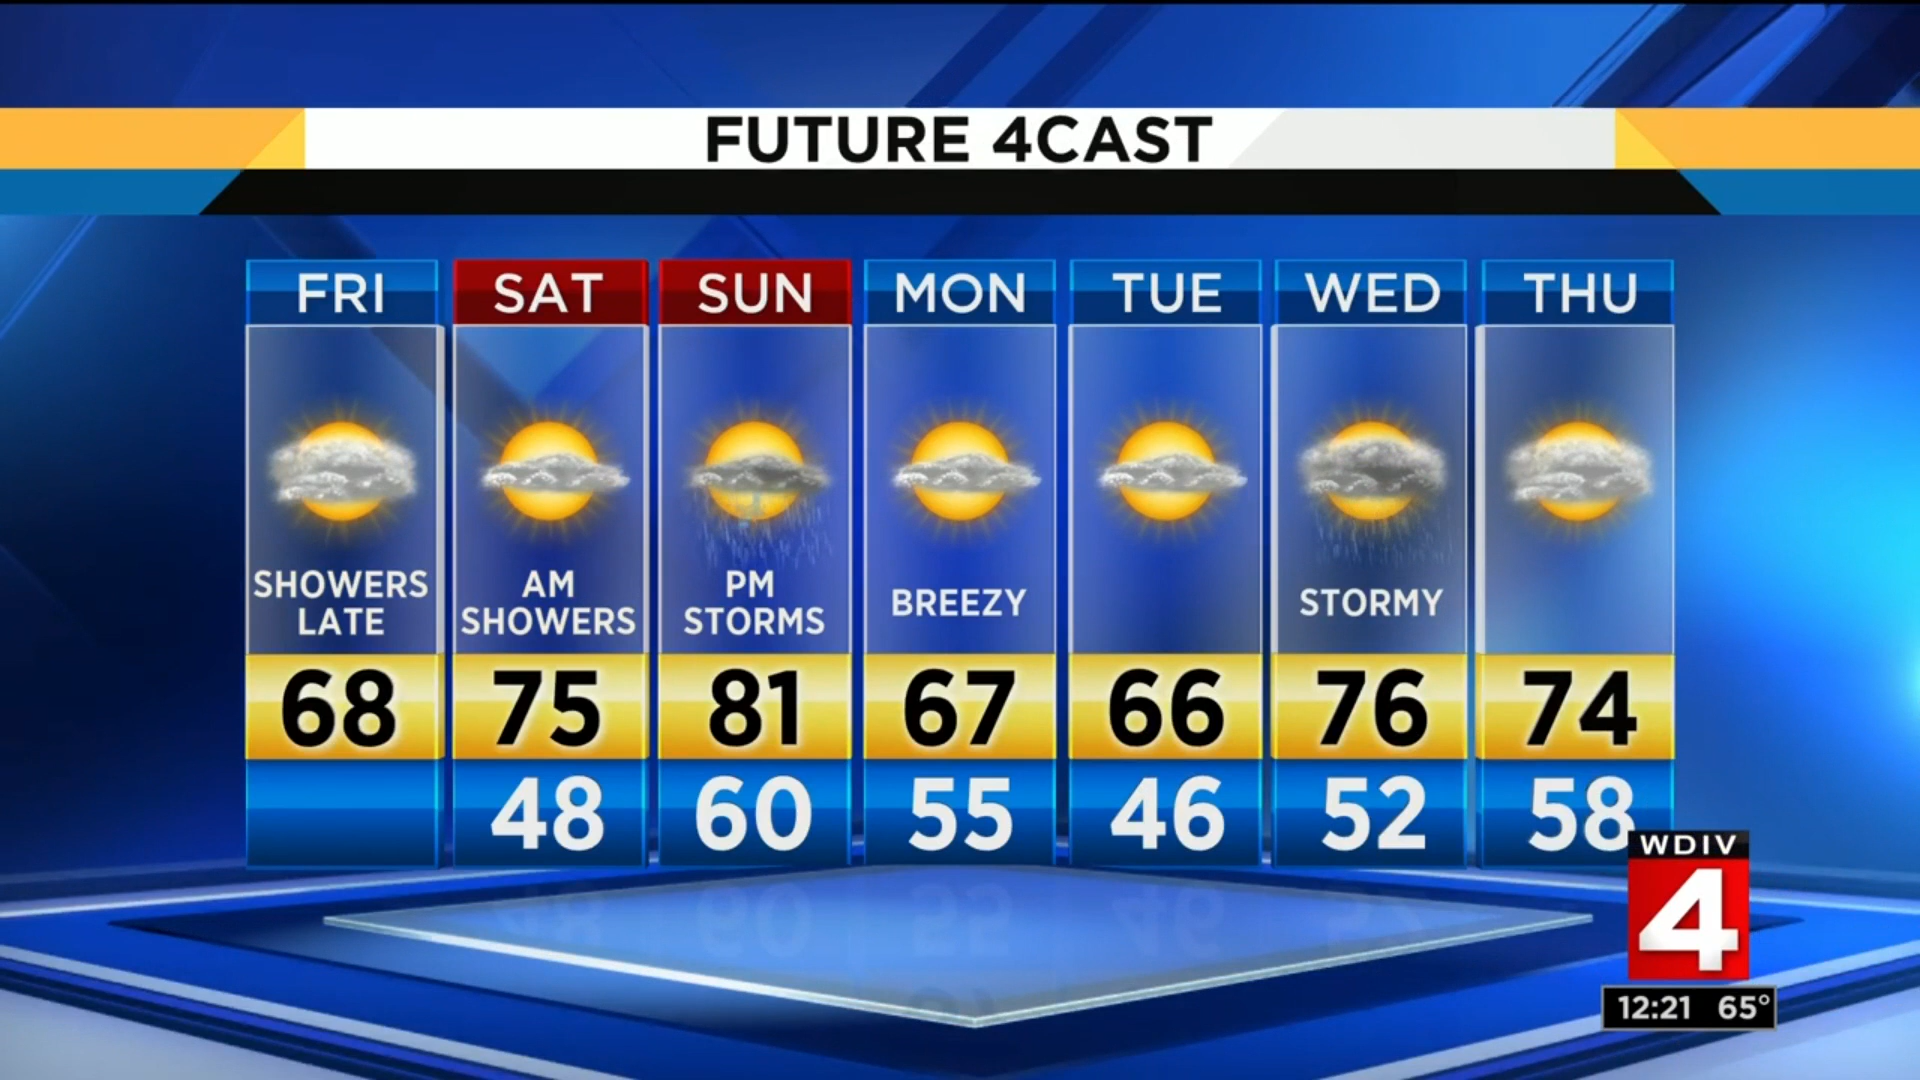 FUTURE 4CAST
FRI SAT SUN MON TUE WED THU
SHOWERS LATE
AM SHOWERS
PM STORMS
BREEZY
STORMY
68 75 81 67 66 76 74
48 60 55 46 52 58
WDIV
4
12:21 65°